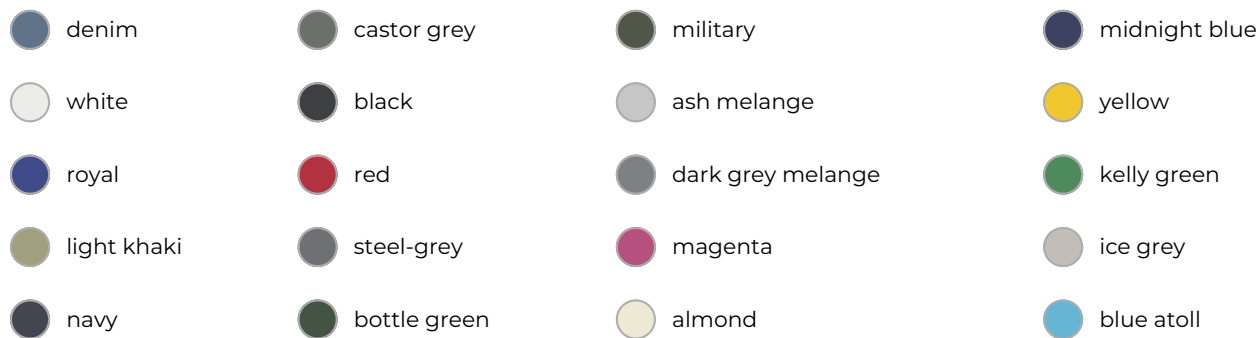 denim castor grey military midnight blue
white black ash melange yellow
royal red dark grey melange kelly green
light khaki steel-grey magenta ice grey
navy bottle green almond blue atoll